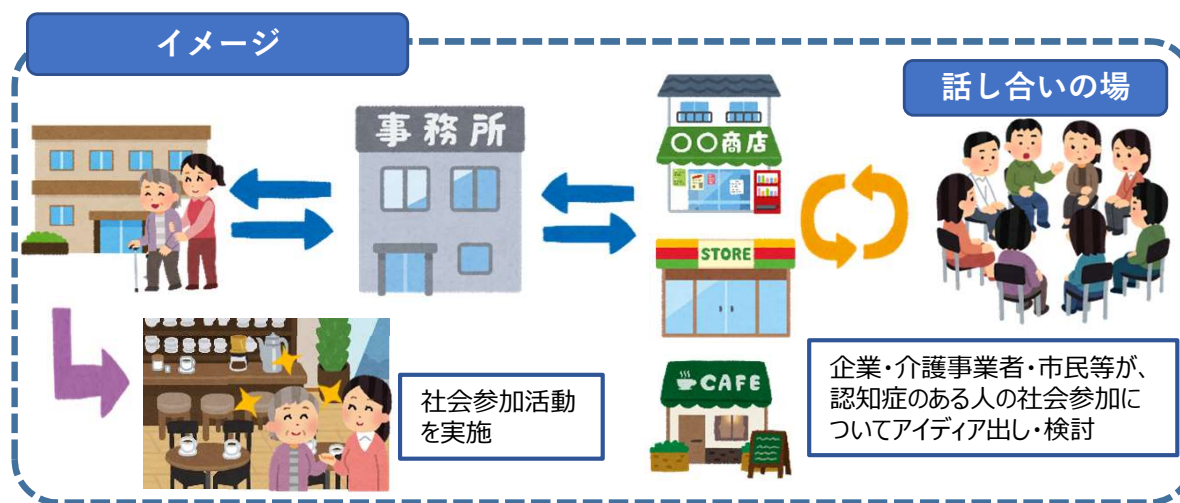 イメージ
話し合いの場
事務所
〇〇商店
STORE
CAFE
社会参加活動
を実施
企業・介護事業者・市民等が、
認知症のある人の社会参加に
ついてアイディア出し・検討